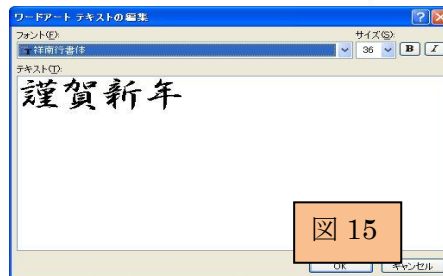 ワードアート テキストの編集
フォント(F): サイズ(S):
祥南行書体 36 B I
テキスト(T):
謹賀新年
図 15
OK キャンセル